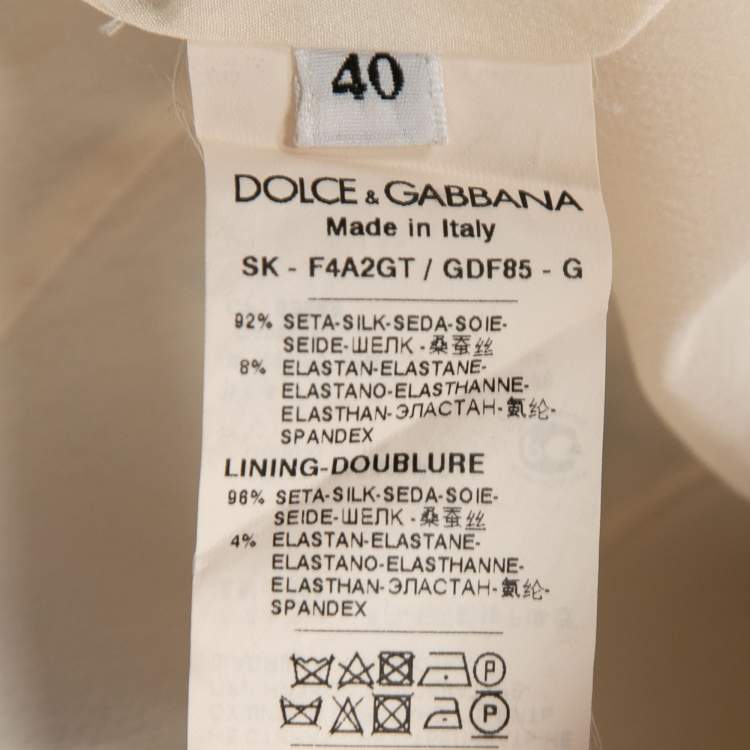 40
DOLCE & GABBANA
Made in Italy
SK - F4A2GT / GDF85 - G
92% SETA-SILK-SEDA-SOIE-
SEIDE-ШЕЛК-桑蚕丝
8% ELASTAN-ELASTANE-
ELASTANO-ELASTHANNE-
ELASTHAN-ЭЛАСТАН-氨纶-
SPANDEX
LINING-DOUBLURE
96% SETA-SILK-SEDA-SOIE-
SEIDE-ШЕЛК-桑蚕丝
4% ELASTAN-ELASTANE-
ELASTANO-ELASTHANNE-
ELASTHAN-ЭЛАСТАН-氨纶-
SPANDEX
P
P